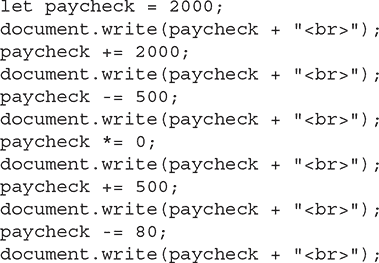 let paycheck = 2000;
document.write(paycheck + "<br>");
paycheck += 2000;
document.write(paycheck + "<br>");
paycheck -= 500;
document.write(paycheck + "<br>");
paycheck *= 0;
document.write(paycheck + "<br>");
paycheck += 500;
document.write(paycheck + "<br>");
paycheck -= 80;
document.write(paycheck + "<br>");